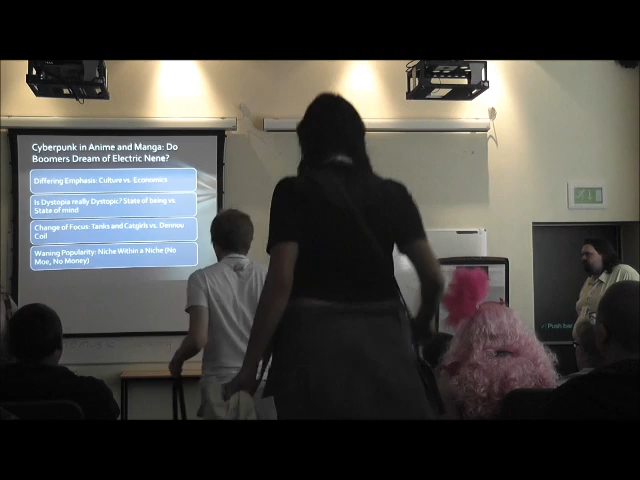 Cyberpunk in Anime and Manga: Do
Boomers Dream of Electric Nene?
Differing Emphasis: Culture vs. Economics
Is Dystopia really Dystopic? State of being vs.
State of mind
Change of Focus: Tanks and Catgirls vs. Dennou
Coil
Waning Popularity: Niche Within a Niche (No
Moe, No Money)
Push bar